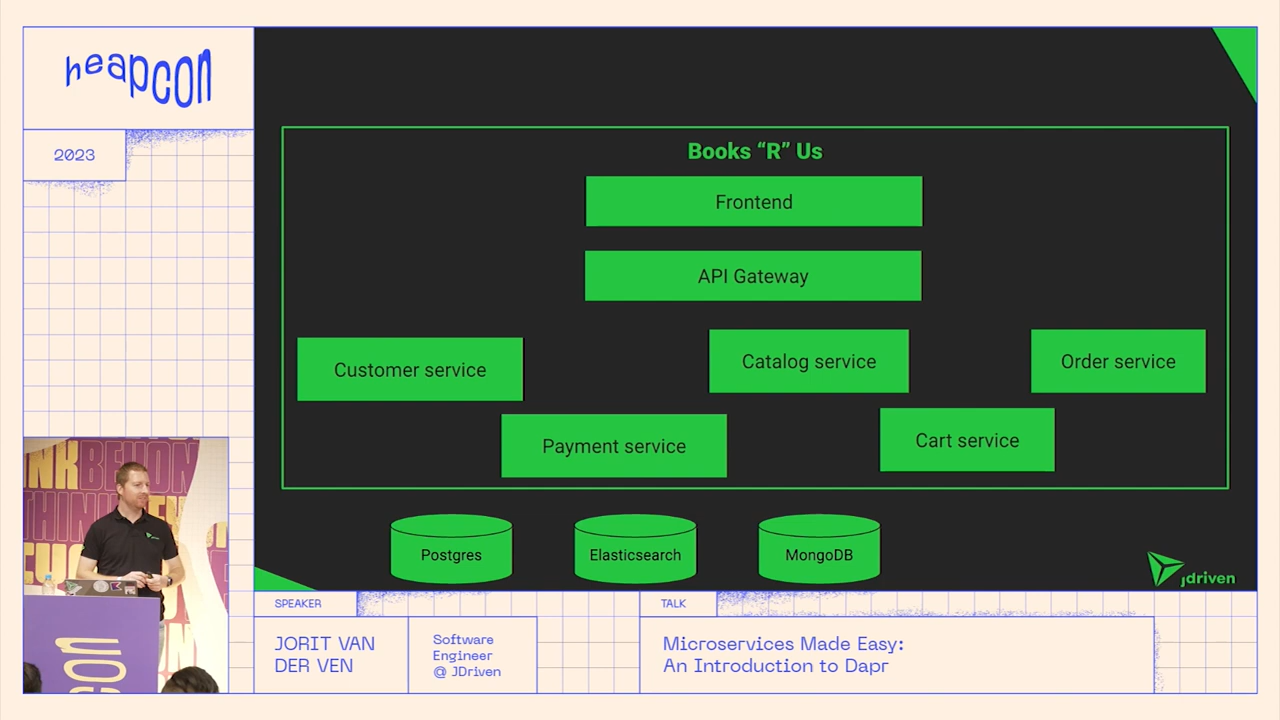 heapcon
2023
Books “R” Us
Frontend
API Gateway
Customer service
Catalog service
Order service
Payment service
Cart service
Postgres
Elasticsearch
MongoDB
jdriven
SPEAKER
JORIT VAN
DER VEN
Software
Engineer
@ JDriven
TALK
Microservices Made Easy:
An Introduction to Dapr